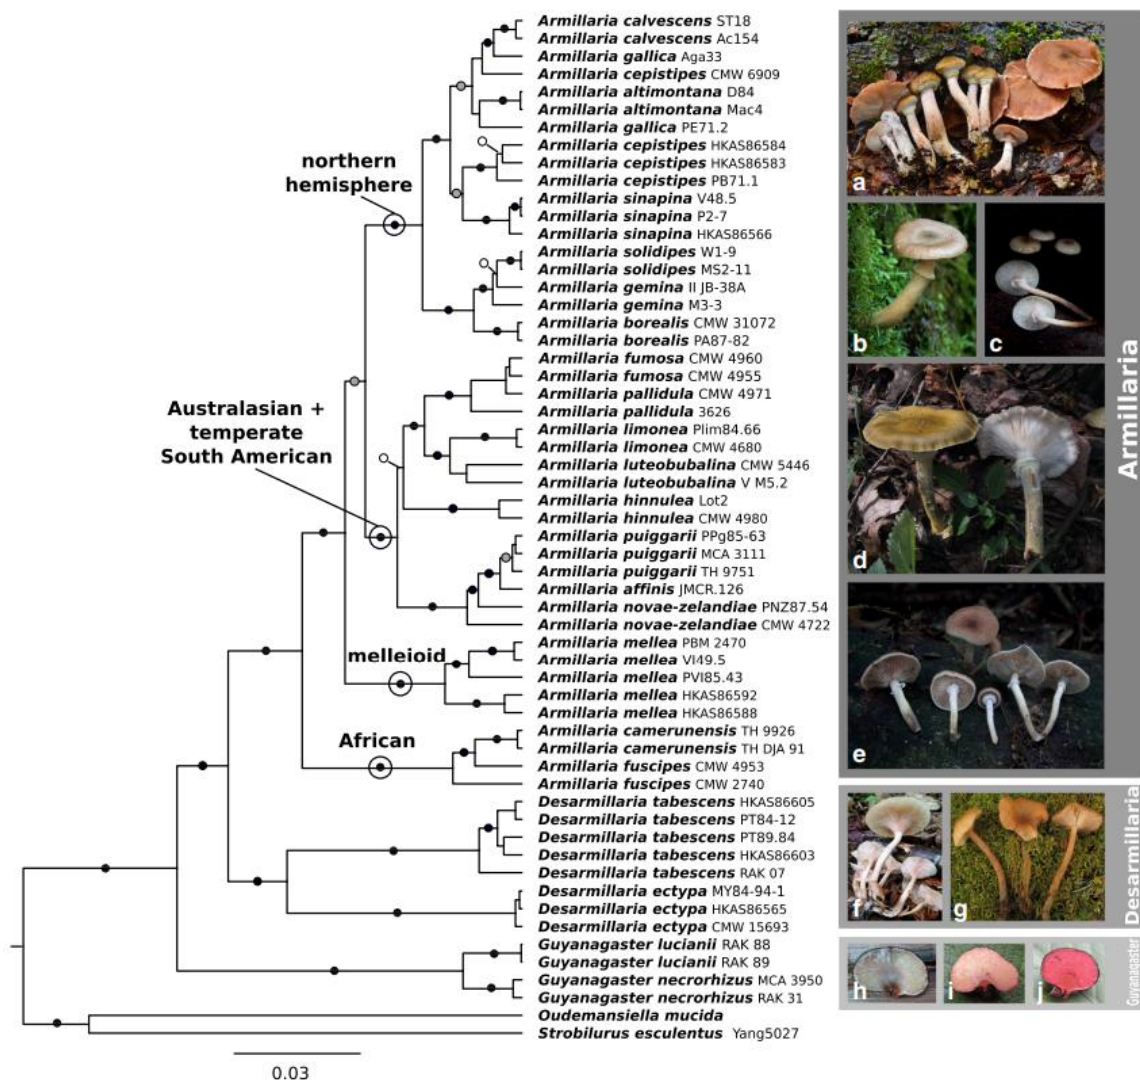 Armillaria calvescens ST18
Armillaria calvescens Ac154
Armillaria gallica Aga33
Armillaria cepistipes CMW 6909
Armillaria altimontana D84
Armillaria altimontana Mac4
Armillaria gallica PE71.2
Armillaria cepistipes HKAS86584
Armillaria cepistipes HKAS86583
Armillaria cepistipes PB71.1
Armillaria sinapina V48.5
Armillaria sinapina P2-7
Armillaria sinapina HKAS86566
Armillaria solidipes W1-9
Armillaria solidipes MS2-11
Armillaria gemina II JB-38A
Armillaria gemina M3-3
Armillaria borealis CMW 31072
Armillaria borealis PA87-82
Armillaria fumosa CMW 4960
Armillaria fumosa CMW 4955
Armillaria pallidula CMW 4971
Armillaria pallidula 3626
Armillaria limonea Plim84.66
Armillaria limonea CMW 4680
Armillaria luteobubalina CMW 5446
Armillaria luteobubalina V M5.2
Armillaria hinnulea Lot2
Armillaria hinnulea CMW 4980
Armillaria puiggarii PPg85-63
Armillaria puiggarii MCA 3111
Armillaria puiggarii TH 9751
Armillaria affinis JMCR.126
Armillaria novae-zelandiae PNZ87.54
Armillaria novae-zelandiae CMW 4722
Armillaria mellea PBM 2470
Armillaria mellea VI49.5
Armillaria mellea PVI85.43
Armillaria mellea HKAS86592
Armillaria mellea HKAS86588
Armillaria camerunensis TH 9926
Armillaria camerunensis TH DJA 91
Armillaria fuscipes CMW 4953
Armillaria fuscipes CMW 2740
Desarmillaria tabescens HKAS86605
Desarmillaria tabescens PT84-12
Desarmillaria tabescens PT89.84
Desarmillaria tabescens HKAS86603
Desarmillaria tabescens RAK 07
Desarmillaria ectypa MY84-94-1
Desarmillaria ectypa HKAS86565
Desarmillaria ectypa CMW 15693
Guyanagaster lucianii RAK 88
Guyanagaster lucianii RAK 89
Guyanagaster necrorhizus MCA 3950
Guyanagaster necrorhizus RAK 31
Oudemansiella mucida
Strobilurus esculentus Yang5027
northern
hemisphere
Australasian +
temperate
South American
melleioid
African
0.03
a
b
c
d
e
f
g
h
i
j
Armillaria
Desarmillaria
Guyanagaster